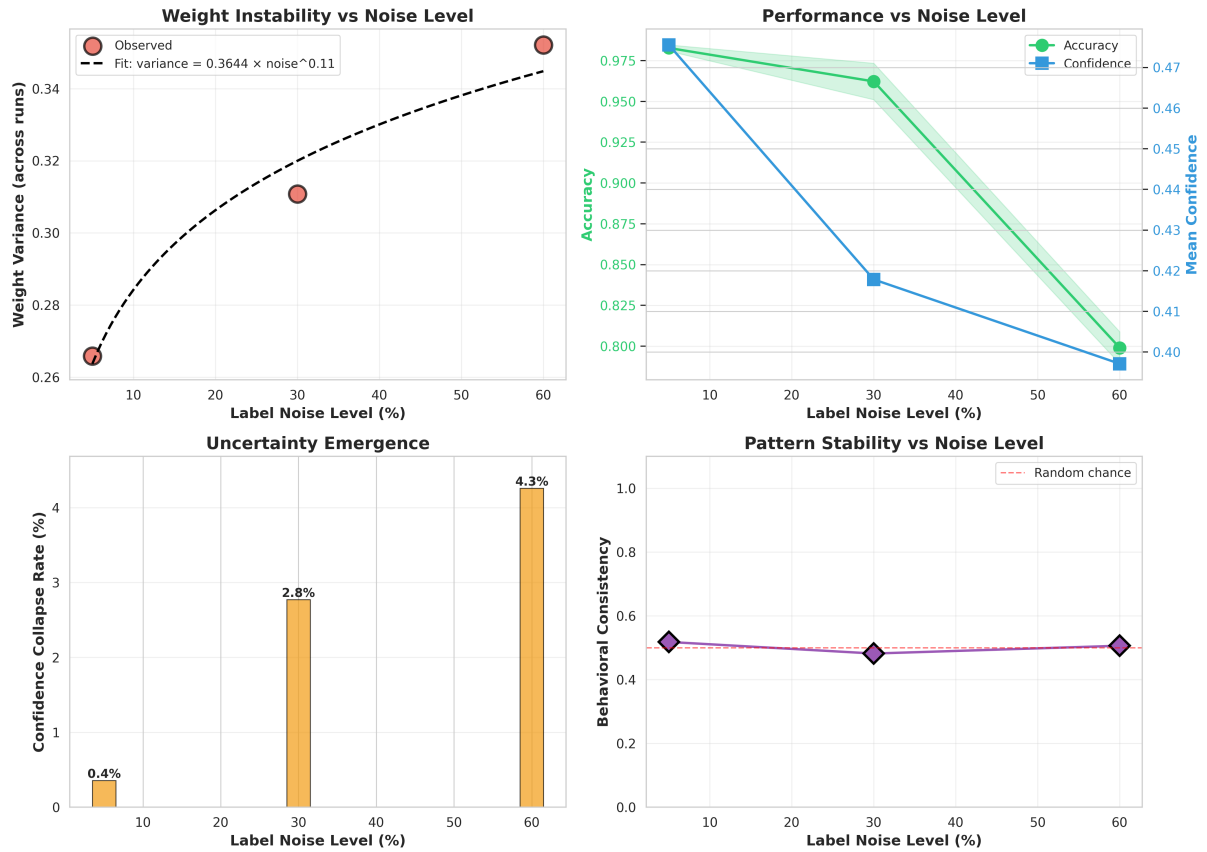 Weight Instability vs Noise Level
Observed
Fit: variance = 0.3644 × noise^0.11
Weight Variance (across runs)
0.34
0.32
0.30
0.28
0.26
10 20 30 40 50 60
Label Noise Level (%)
Performance vs Noise Level
Accuracy
Confidence
Accuracy
0.975
0.950
0.925
0.900
0.875
0.850
0.825
0.800
0.47
0.46
0.45
0.44
0.43
0.42
0.41
0.40
Mean Confidence
10 20 30 40 50 60
Label Noise Level (%)
Uncertainty Emergence
Confidence Collapse Rate (%)
4
3
2
1
0
0.4%
2.8%
4.3%
10 20 30 40 50 60
Label Noise Level (%)
Pattern Stability vs Noise Level
Random chance
Behavioral Consistency
1.0
0.8
0.6
0.4
0.2
0.0
10 20 30 40 50 60
Label Noise Level (%)